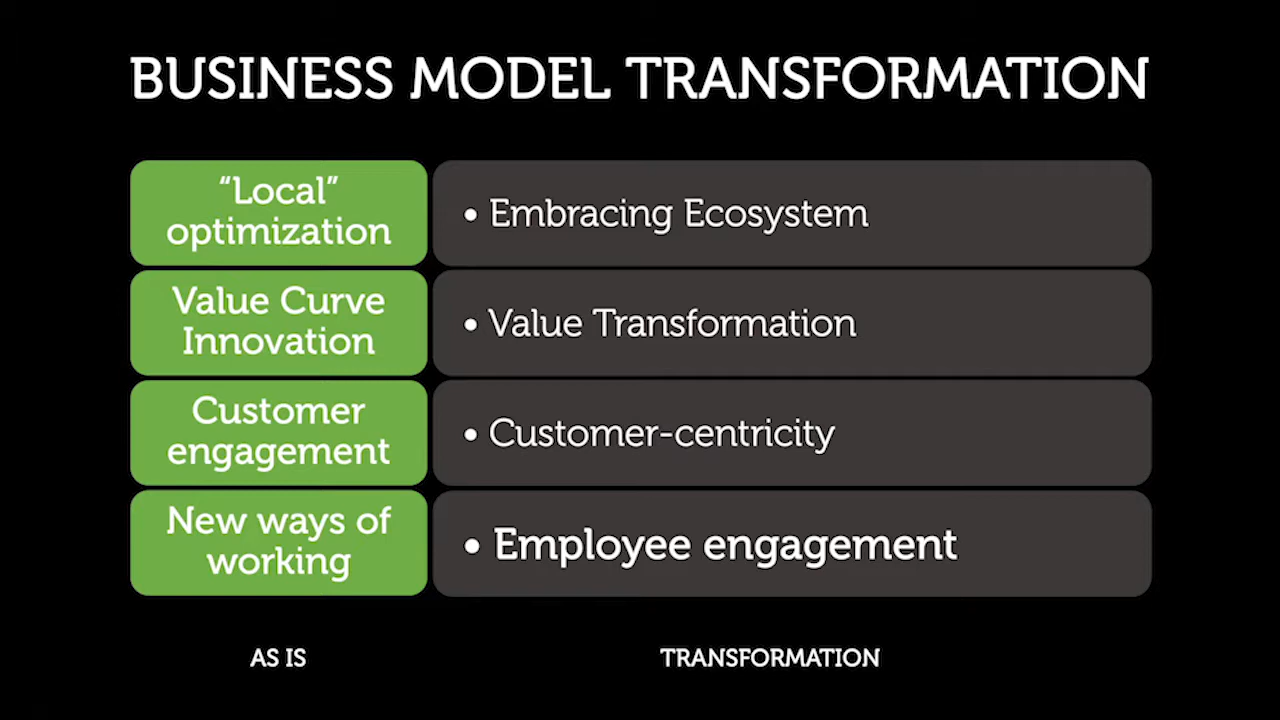 BUSINESS MODEL TRANSFORMATION
“Local”
optimization
• Embracing Ecosystem
Value Curve
Innovation
• Value Transformation
Customer
engagement
• Customer-centricity
New ways of
working
• Employee engagement
AS IS
TRANSFORMATION